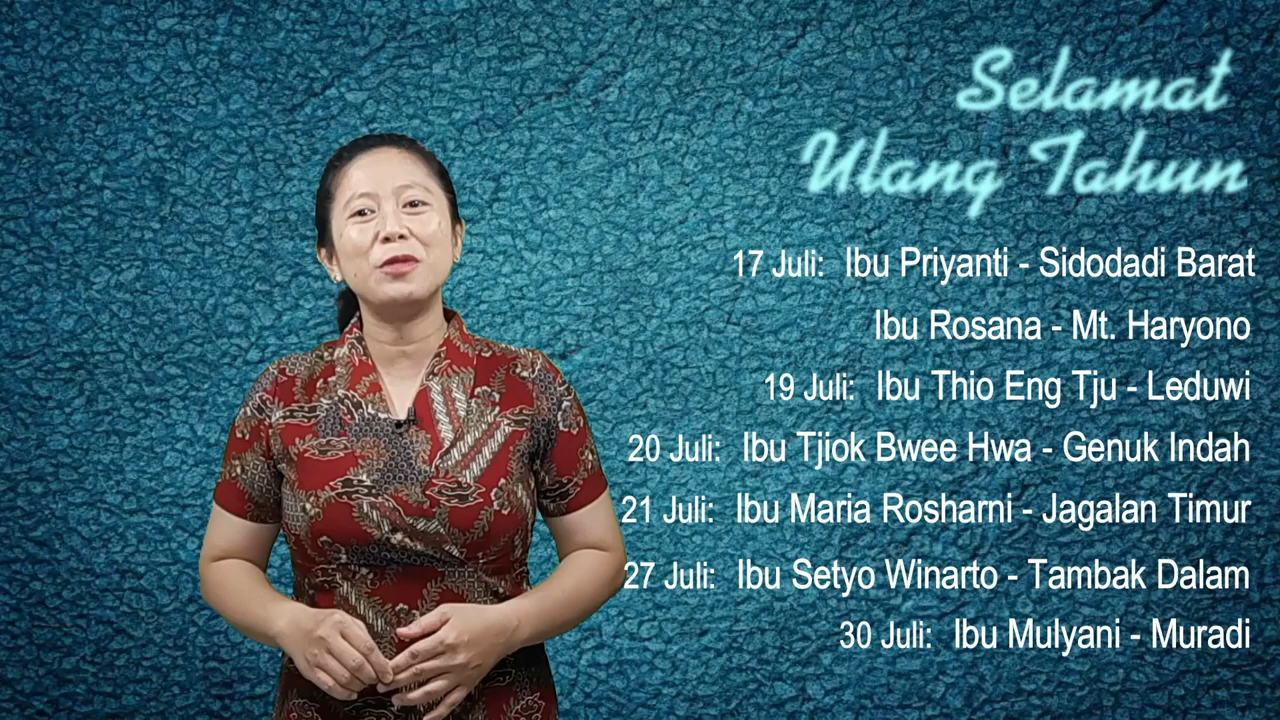 Selamat
Ulang Tahun
17 Juli: Ibu Priyanti - Sidodadi Barat
Ibu Rosana - Mt. Haryono
19 Juli: Ibu Thio Eng Tju - Leduwi
20 Juli: Ibu Tjiok Bwee Hwa - Genuk Indah
21 Juli: Ibu Maria Rosharni - Jagalan Timur
27 Juli: Ibu Setyo Winarto - Tambak Dalam
30 Juli: Ibu Mulyani - Muradi